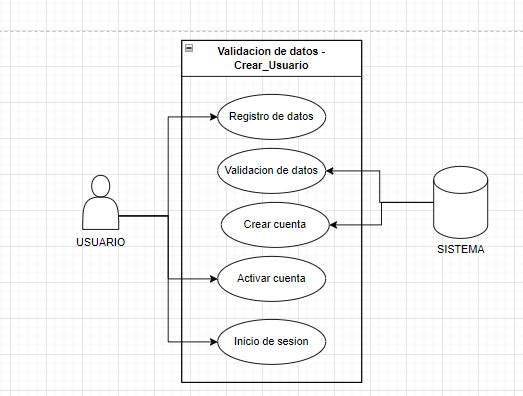 Validacion de datos -
Crear_Usuario
Registro de datos
Validacion de datos
Crear cuenta
USUARIO
SISTEMA
Activar cuenta
Inicio de sesion